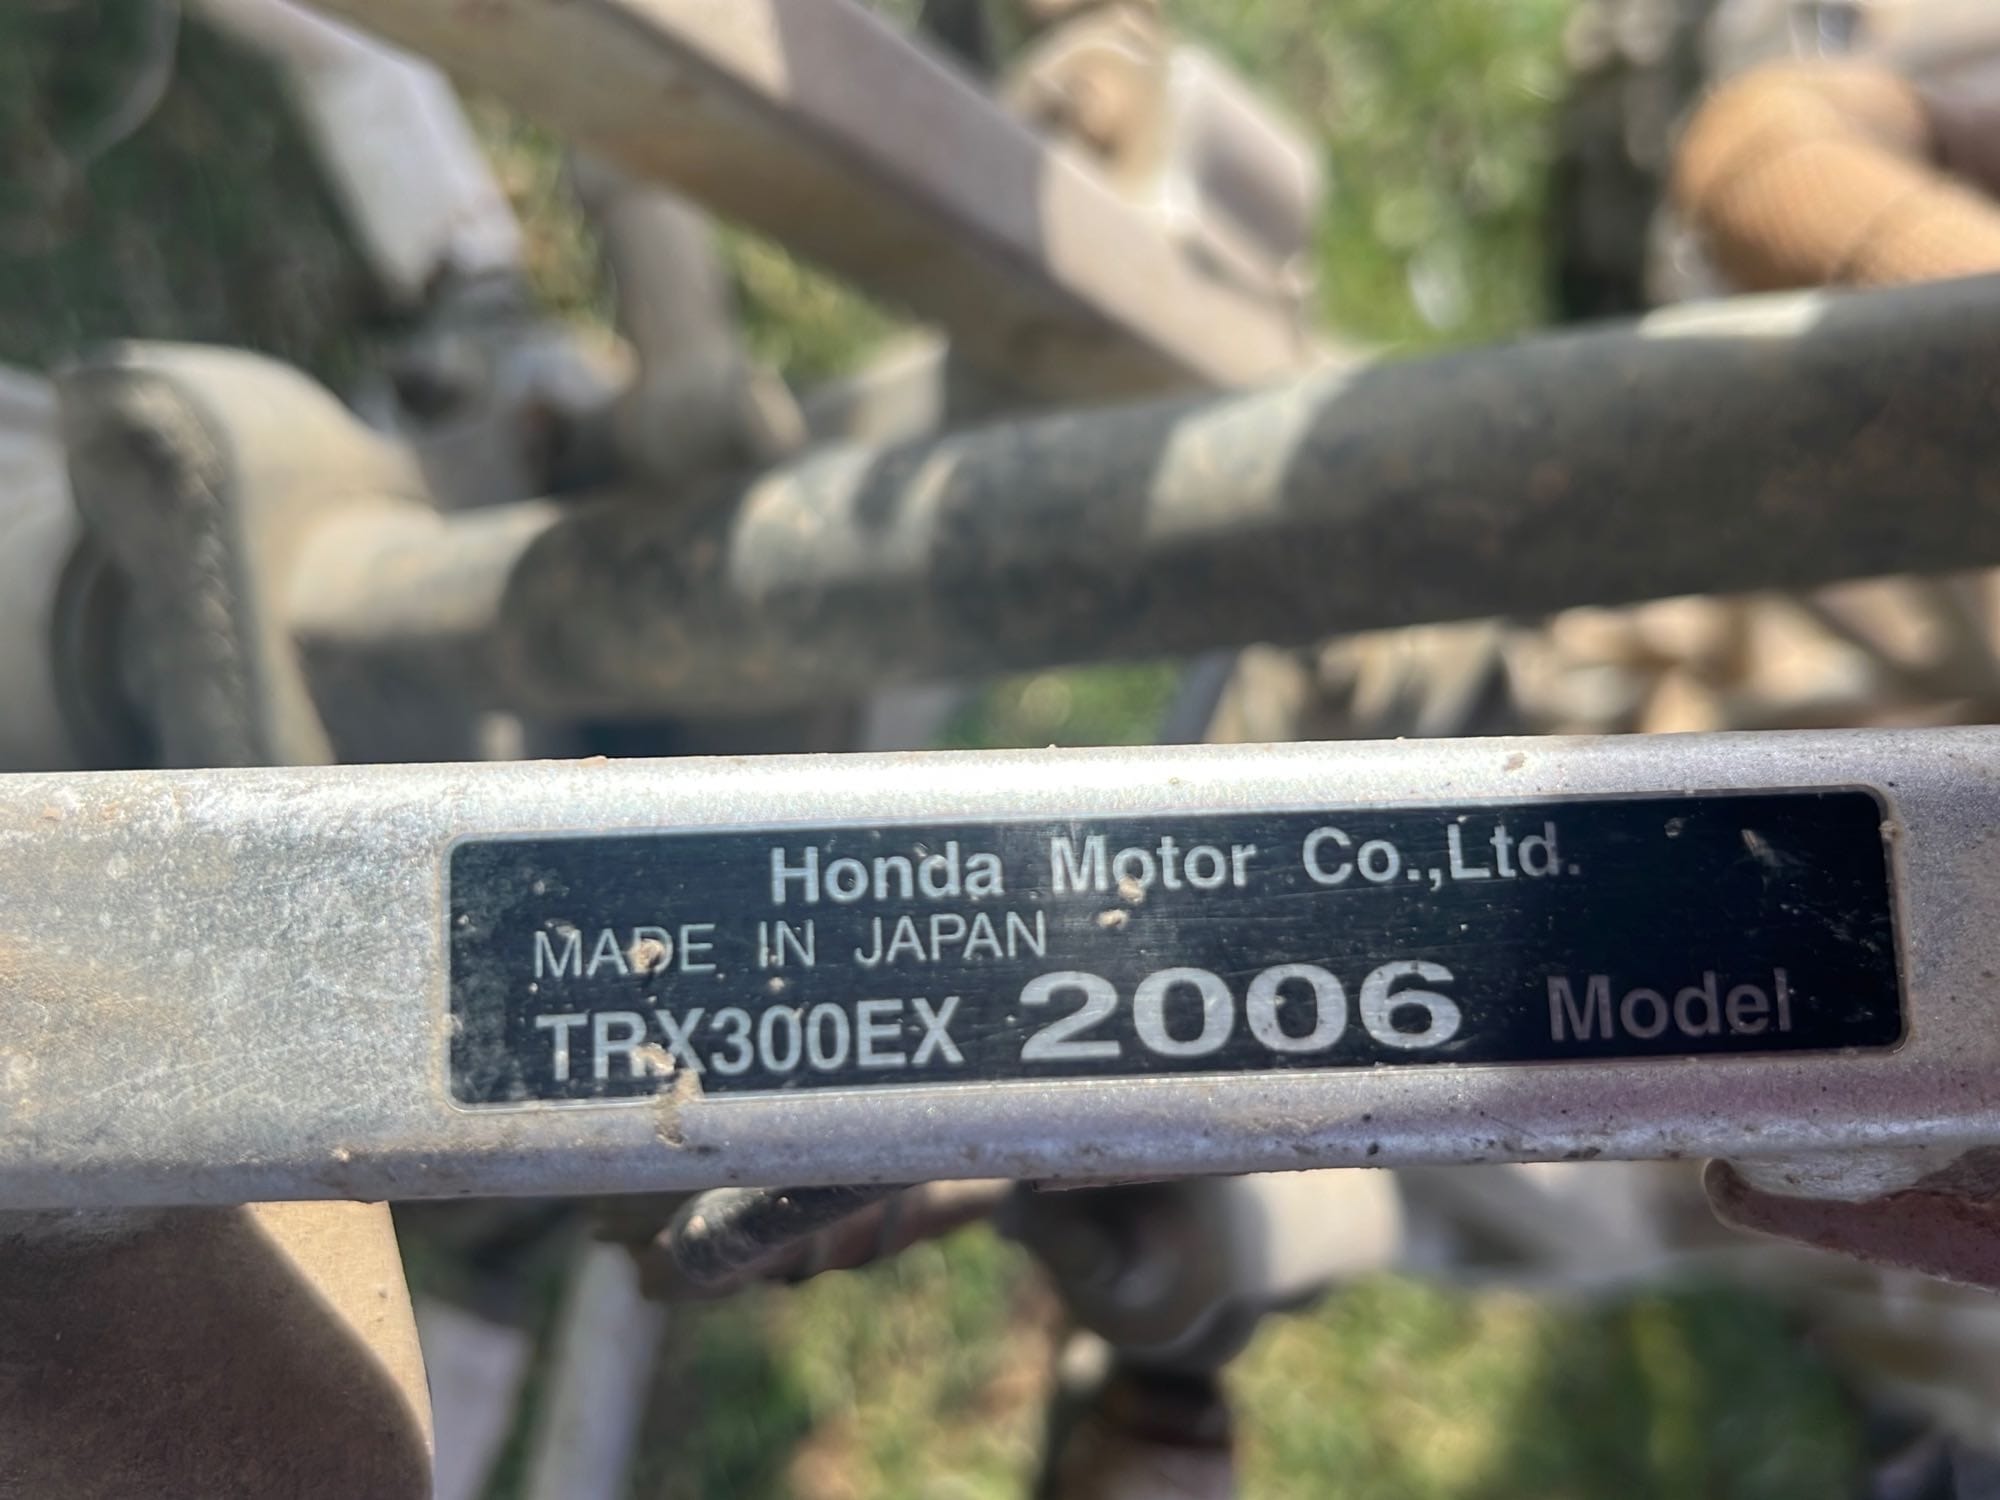 Honda Motor Co.,Ltd.
MADE IN JAPAN
TRX300EX 2006 Model